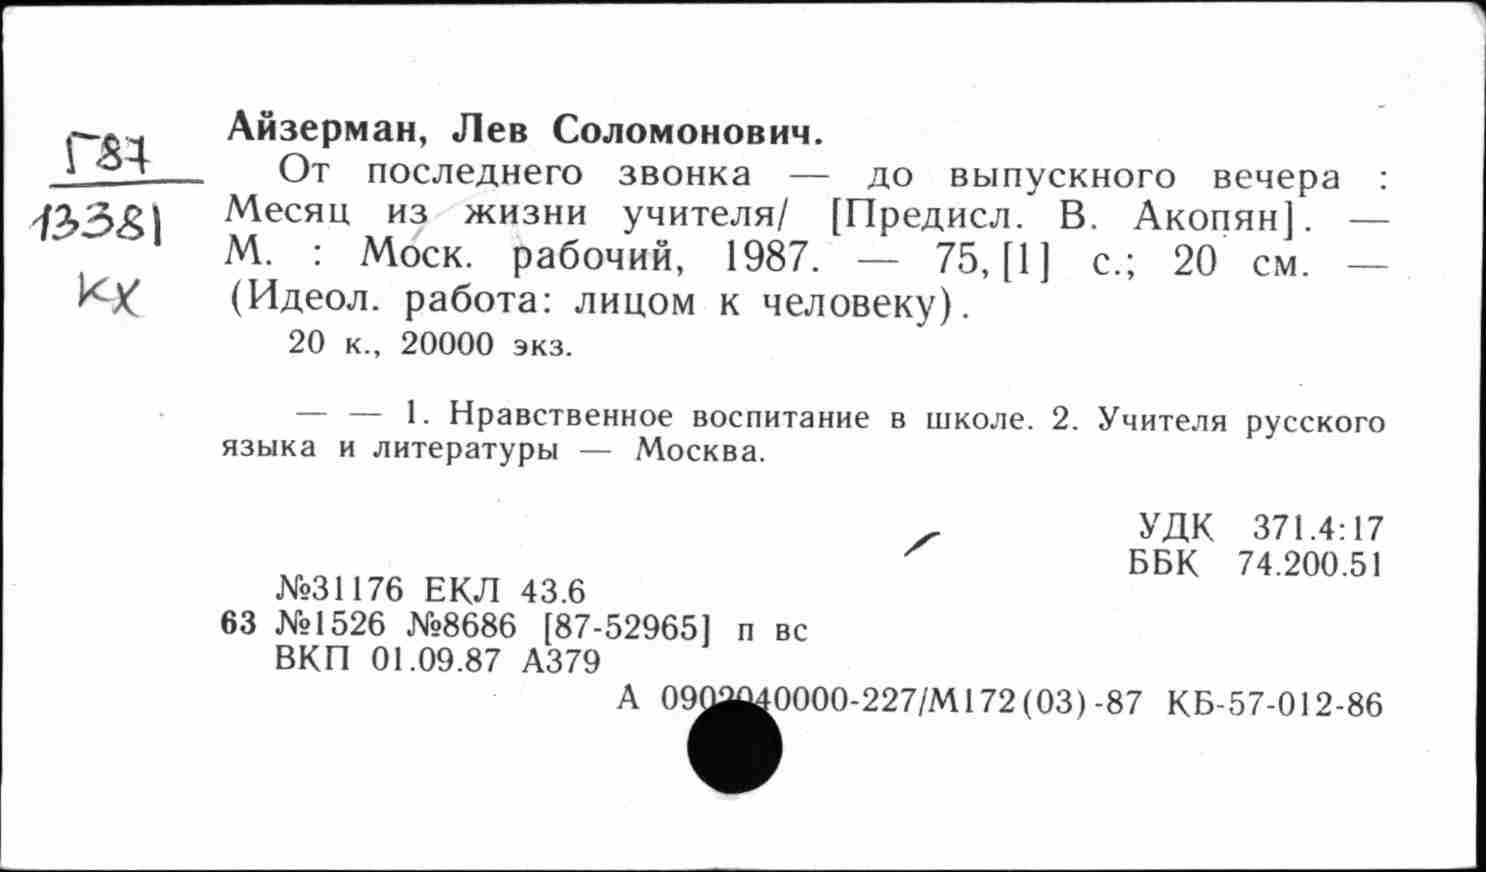 Г87
13381
кх
Айзерман, Лев Соломонович.
От последнего звонка — до выпускного вечера :
Месяц из жизни учителя/ [Предисл. В. Акопян]. —
М. : Моск. рабочий, 1987. — 75, [1] с.; 20 см. —
(Идеол. работа: лицом к человеку).
20 к., 20000 экз.
— — 1. Нравственное воспитание в школе. 2. Учителя русского
языка и литературы — Москва.
УДК 371.4:17
ББК 74.200.51
№31176 ЕКЛ 43.6
63 №1526 №8686 [87-52965] п вс
ВКП 01.09.87 А379
А 0902040000-227/М172(03)-87 КБ-57-012-86